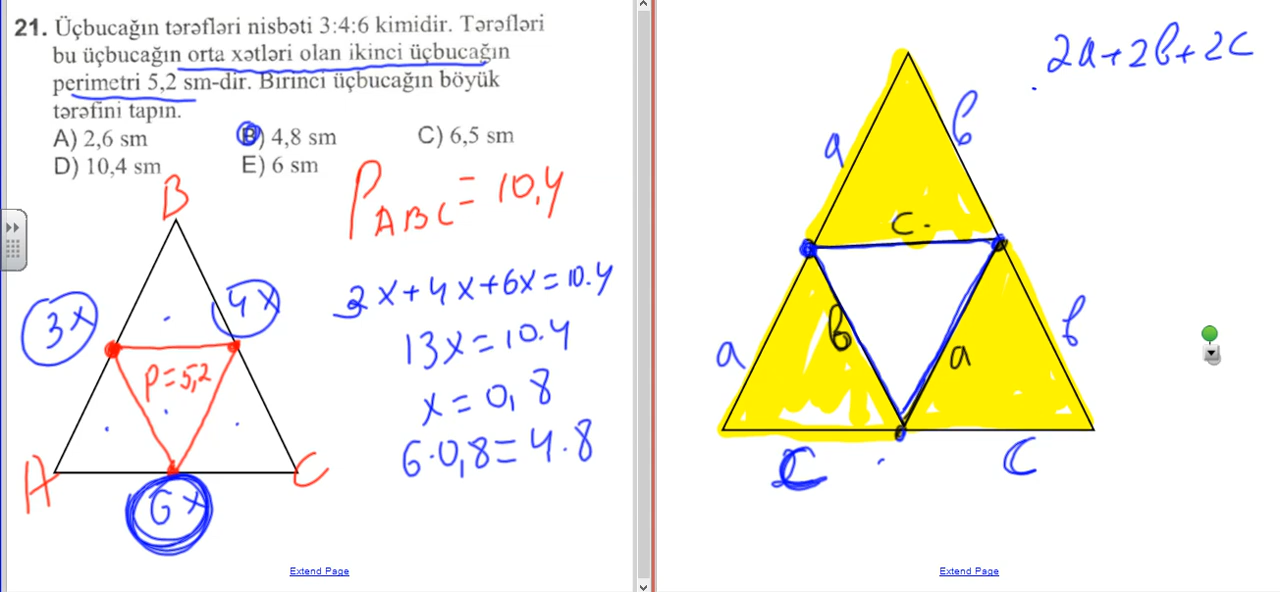 21. Üçbucağın tərəfləri nisbəti 3:4:6 kimidir. Tərəfləri
bu üçbucağın orta xətləri olan ikinci üçbucağın
perimetri 5,2 sm-dir. Birinci üçbucağın böyük
tərəfini tapın.
A) 2,6 sm B) 4,8 sm C) 6,5 sm
D) 10,4 sm E) 6 sm
B
P ABC = 10,4
3x
4x
P=5,2
A
C
6x
3x+4x+6x=10.4
13x=10.4
x=0,8
6·0,8=4.8
Extend Page
2a+2b+2c
a
b
c
a
b
a
b
C
C
Extend Page